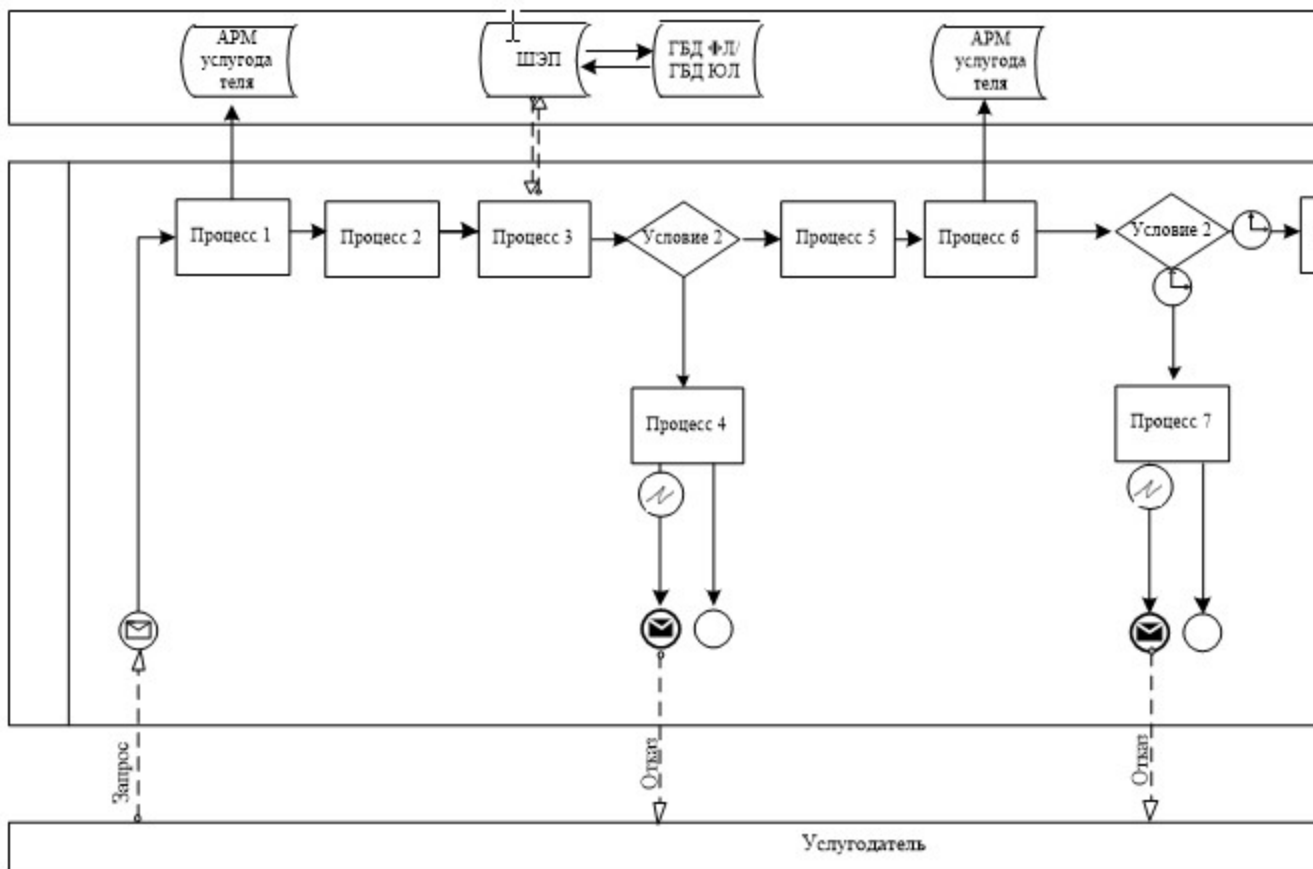 АРМ
услугода
теля
ШЭП
ГБД ФЛ/
ГБД ЮЛ
АРМ
услугода
теля
Процесс 1
Процесс 2
Процесс 3
Условие 2
Процесс 5
Процесс 6
Условие 2
Процесс 4
Процесс 7
Запрос
Отказ
Отказ
Услугодатель